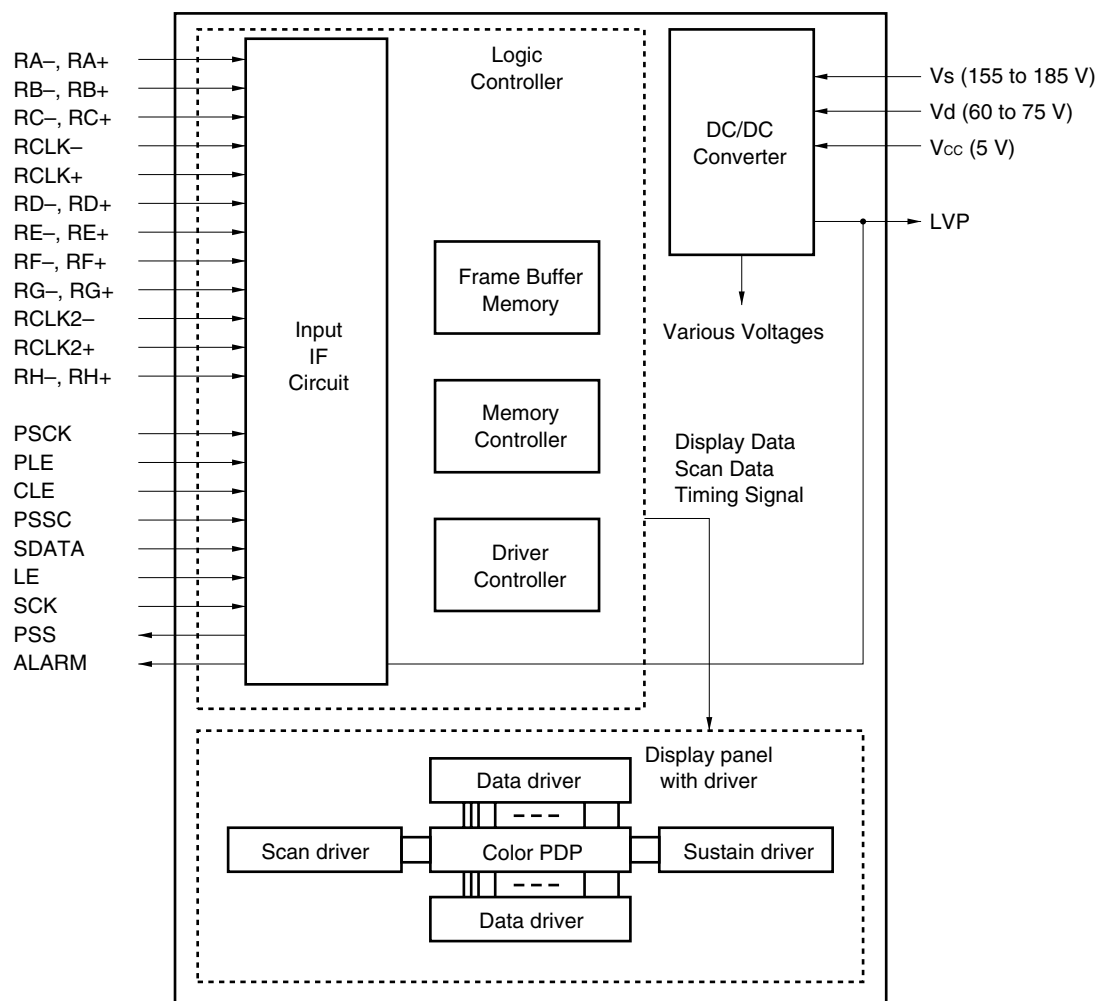 RA–, RA+
RB–, RB+
RC–, RC+
RCLK–
RCLK+
RD–, RD+
RE–, RE+
RF–, RF+
RG–, RG+
RCLK2–
RCLK2+
RH–, RH+
PSCK
PLE
CLE
PSSC
SDATA
LE
SCK
PSS
ALARM
Input
IF
Circuit
Logic
Controller
Frame Buffer
Memory
Memory
Controller
Driver
Controller
DC/DC
Converter
Vs (155 to 185 V)
Vd (60 to 75 V)
Vcc (5 V)
LVP
Various Voltages
Display Data
Scan Data
Timing Signal
Display panel
with driver
Data driver
Scan driver
Color PDP
Sustain driver
Data driver